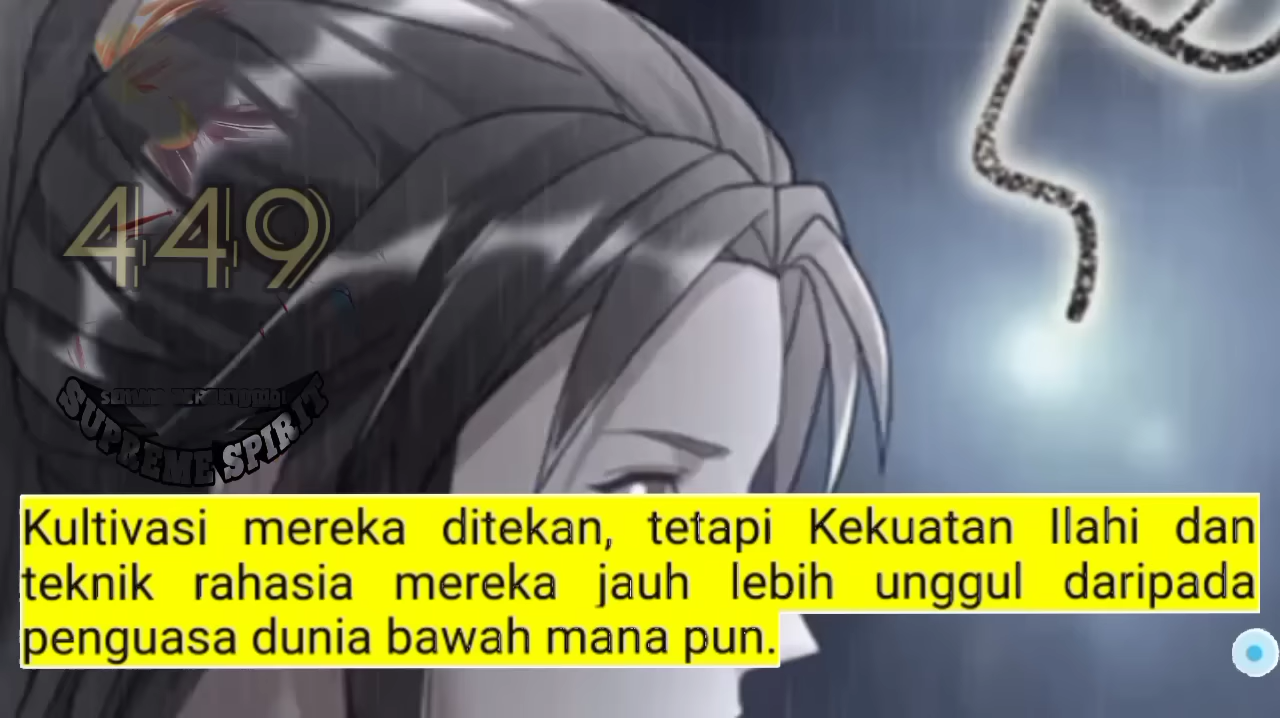 449
SUPREME SPIRIT
Kultivasi mereka ditekan, tetapi Kekuatan Ilahi dan
teknik rahasia mereka jauh lebih unggul daripada
penguasa dunia bawah mana pun.